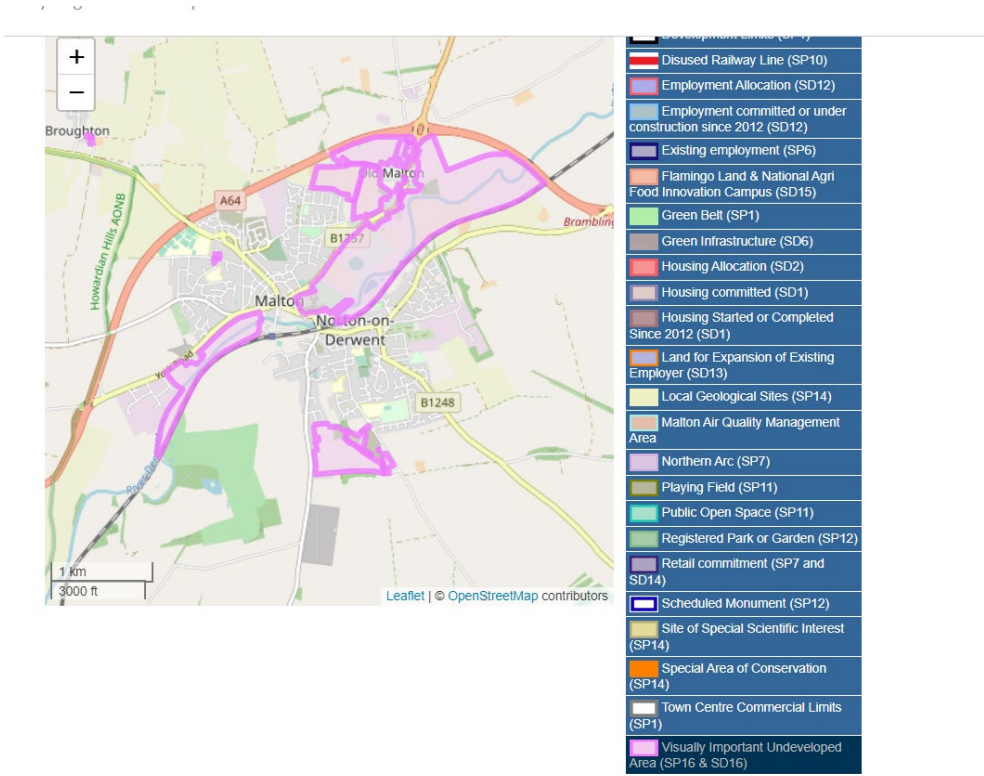 +
−
Broughton
Old Malton
A64
Brambling
B1257
Howardian Hills AONB
Malton
Norton-on-
Derwent
York Road
B1248
1 km
3000 ft
Leaflet | © OpenStreetMap contributors
Development Limits (SP1)
Disused Railway Line (SP10)
Employment Allocation (SD12)
Employment committed or under
construction since 2012 (SD12)
Existing employment (SP6)
Flamingo Land & National Agri
Food Innovation Campus (SD15)
Green Belt (SP1)
Green Infrastructure (SD6)
Housing Allocation (SD2)
Housing committed (SD1)
Housing Started or Completed
Since 2012 (SD1)
Land for Expansion of Existing
Employer (SD13)
Local Geological Sites (SP14)
Malton Air Quality Management
Area
Northern Arc (SP7)
Playing Field (SP11)
Public Open Space (SP11)
Registered Park or Garden (SP12)
Retail commitment (SP7 and
SD14)
Scheduled Monument (SP12)
Site of Special Scientific Interest
(SP14)
Special Area of Conservation
(SP14)
Town Centre Commercial Limits
(SP1)
Visually Important Undeveloped
Area (SP16 & SD16)